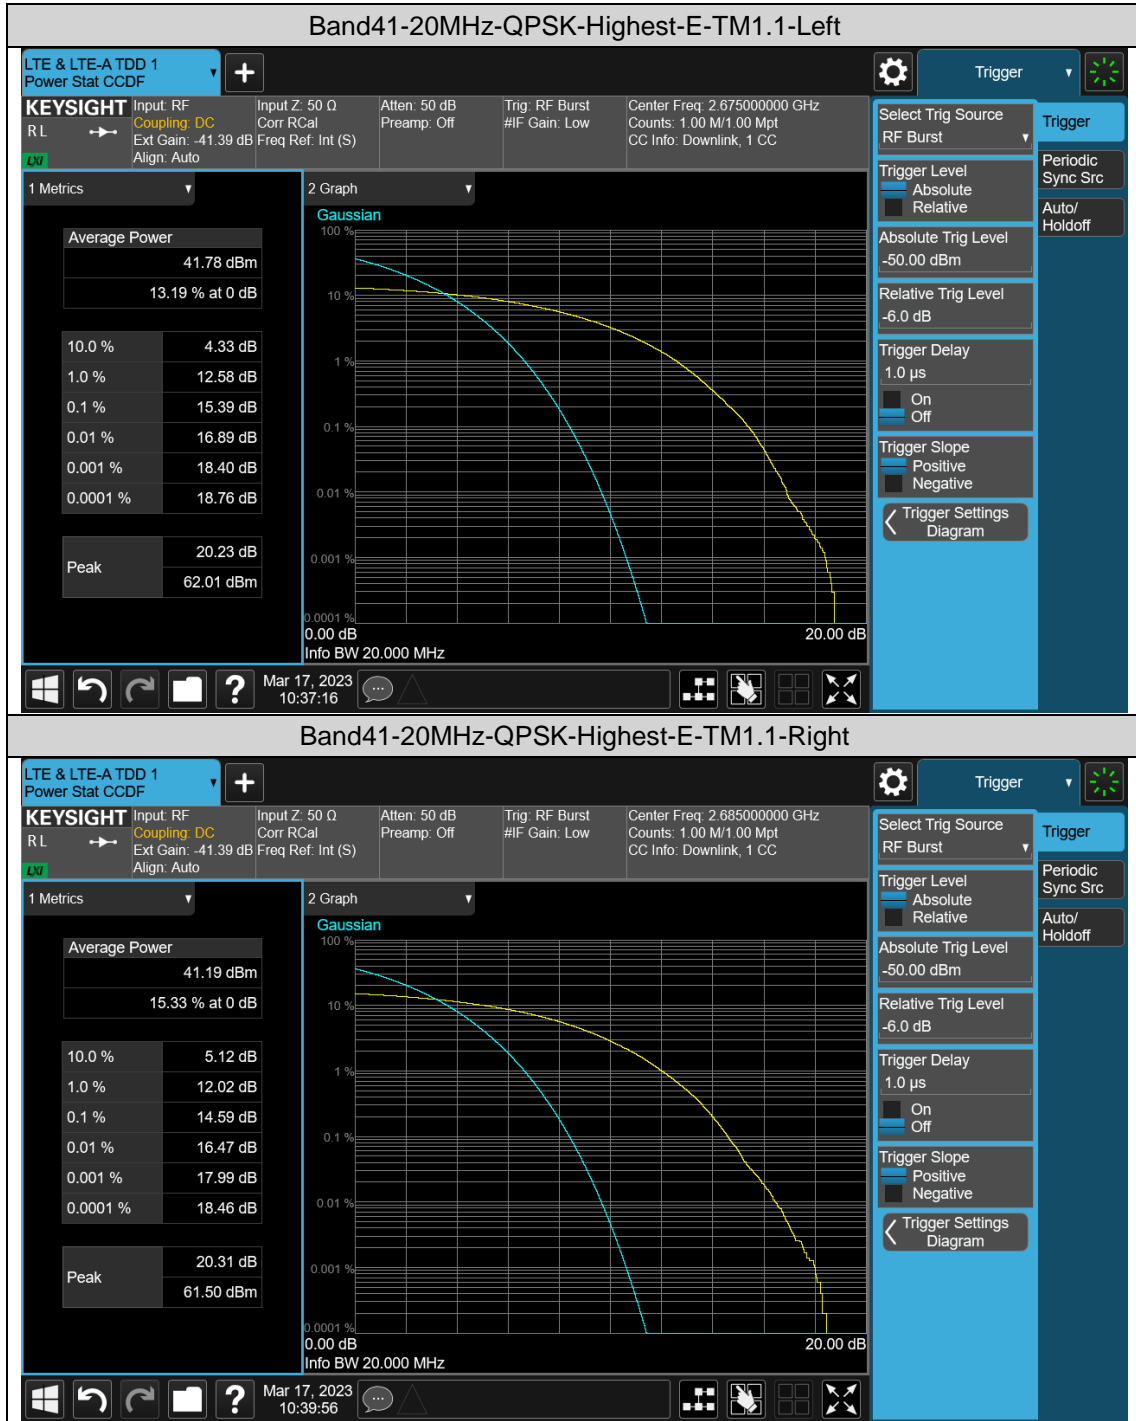 Band41-20MHz-QPSK-Highest-E-TM1.1-Left
LTE & LTE-A TDD 1
Power Stat CCDF
Trigger
KEYSIGHT
R L
LXI
Input: RF
Coupling: DC
Ext Gain: -41.39 dB
Align: Auto
Input Z: 50 Ω
Corr RCal
Freq Ref: Int (S)
Atten: 50 dB
Preamp: Off
Trig: RF Burst
#IF Gain: Low
Center Freq: 2.675000000 GHz
Counts: 1.00 M/1.00 Mpt
CC Info: Downlink, 1 CC
1 Metrics
Average Power
41.78 dBm
13.19 % at 0 dB
10.0 % 4.33 dB
1.0 % 12.58 dB
0.1 % 15.39 dB
0.01 % 16.89 dB
0.001 % 18.40 dB
0.0001 % 18.76 dB
Peak
20.23 dB
62.01 dBm
2 Graph
Gaussian
100 %
10 %
1 %
0.1 %
0.01 %
0.001 %
0.0001 %
0.00 dB 20.00 dB
Info BW 20.000 MHz
Select Trig Source
RF Burst
Trigger Level
Absolute
Relative
Absolute Trig Level
-50.00 dBm
Relative Trig Level
-6.0 dB
Trigger Delay
1.0 µs
On
Off
Trigger Slope
Positive
Negative
Trigger Settings
Diagram
Trigger
Periodic
Sync Src
Auto/
Holdoff
?
Mar 17, 2023
10:37:16
Band41-20MHz-QPSK-Highest-E-TM1.1-Right
LTE & LTE-A TDD 1
Power Stat CCDF
Trigger
KEYSIGHT
R L
LXI
Input: RF
Coupling: DC
Ext Gain: -41.39 dB
Align: Auto
Input Z: 50 Ω
Corr RCal
Freq Ref: Int (S)
Atten: 50 dB
Preamp: Off
Trig: RF Burst
#IF Gain: Low
Center Freq: 2.685000000 GHz
Counts: 1.00 M/1.00 Mpt
CC Info: Downlink, 1 CC
1 Metrics
Average Power
41.19 dBm
15.33 % at 0 dB
10.0 % 5.12 dB
1.0 % 12.02 dB
0.1 % 14.59 dB
0.01 % 16.47 dB
0.001 % 17.99 dB
0.0001 % 18.46 dB
Peak
20.31 dB
61.50 dBm
2 Graph
Gaussian
100 %
10 %
1 %
0.1 %
0.01 %
0.001 %
0.0001 %
0.00 dB 20.00 dB
Info BW 20.000 MHz
Select Trig Source
RF Burst
Trigger Level
Absolute
Relative
Absolute Trig Level
-50.00 dBm
Relative Trig Level
-6.0 dB
Trigger Delay
1.0 µs
On
Off
Trigger Slope
Positive
Negative
Trigger Settings
Diagram
Trigger
Periodic
Sync Src
Auto/
Holdoff
?
Mar 17, 2023
10:39:56